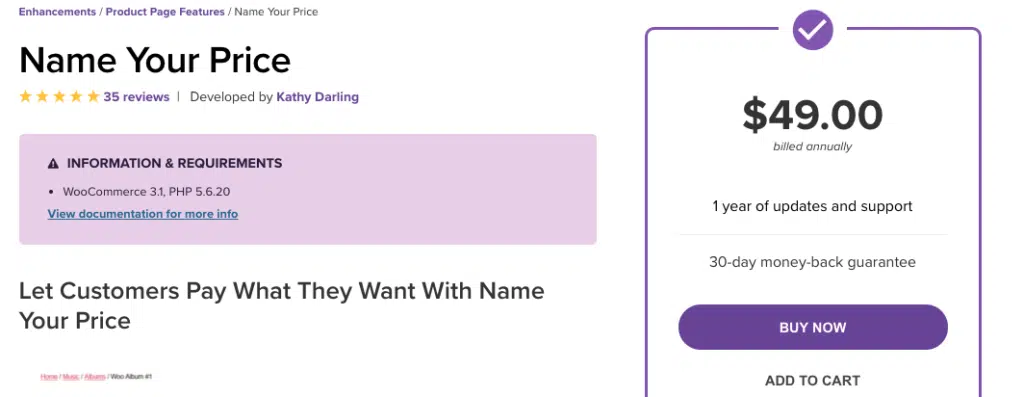 Enhancements / Product Page Features / Name Your Price
Name Your Price
35 reviews | Developed by Kathy Darling
INFORMATION & REQUIREMENTS
• WooCommerce 3.1, PHP 5.6.20
View documentation for more info
Let Customers Pay What They Want With Name
Your Price
Home / Music / Albums / Woo Album #1
$49.00
billed annually
1 year of updates and support
30-day money-back guarantee
BUY NOW
ADD TO CART